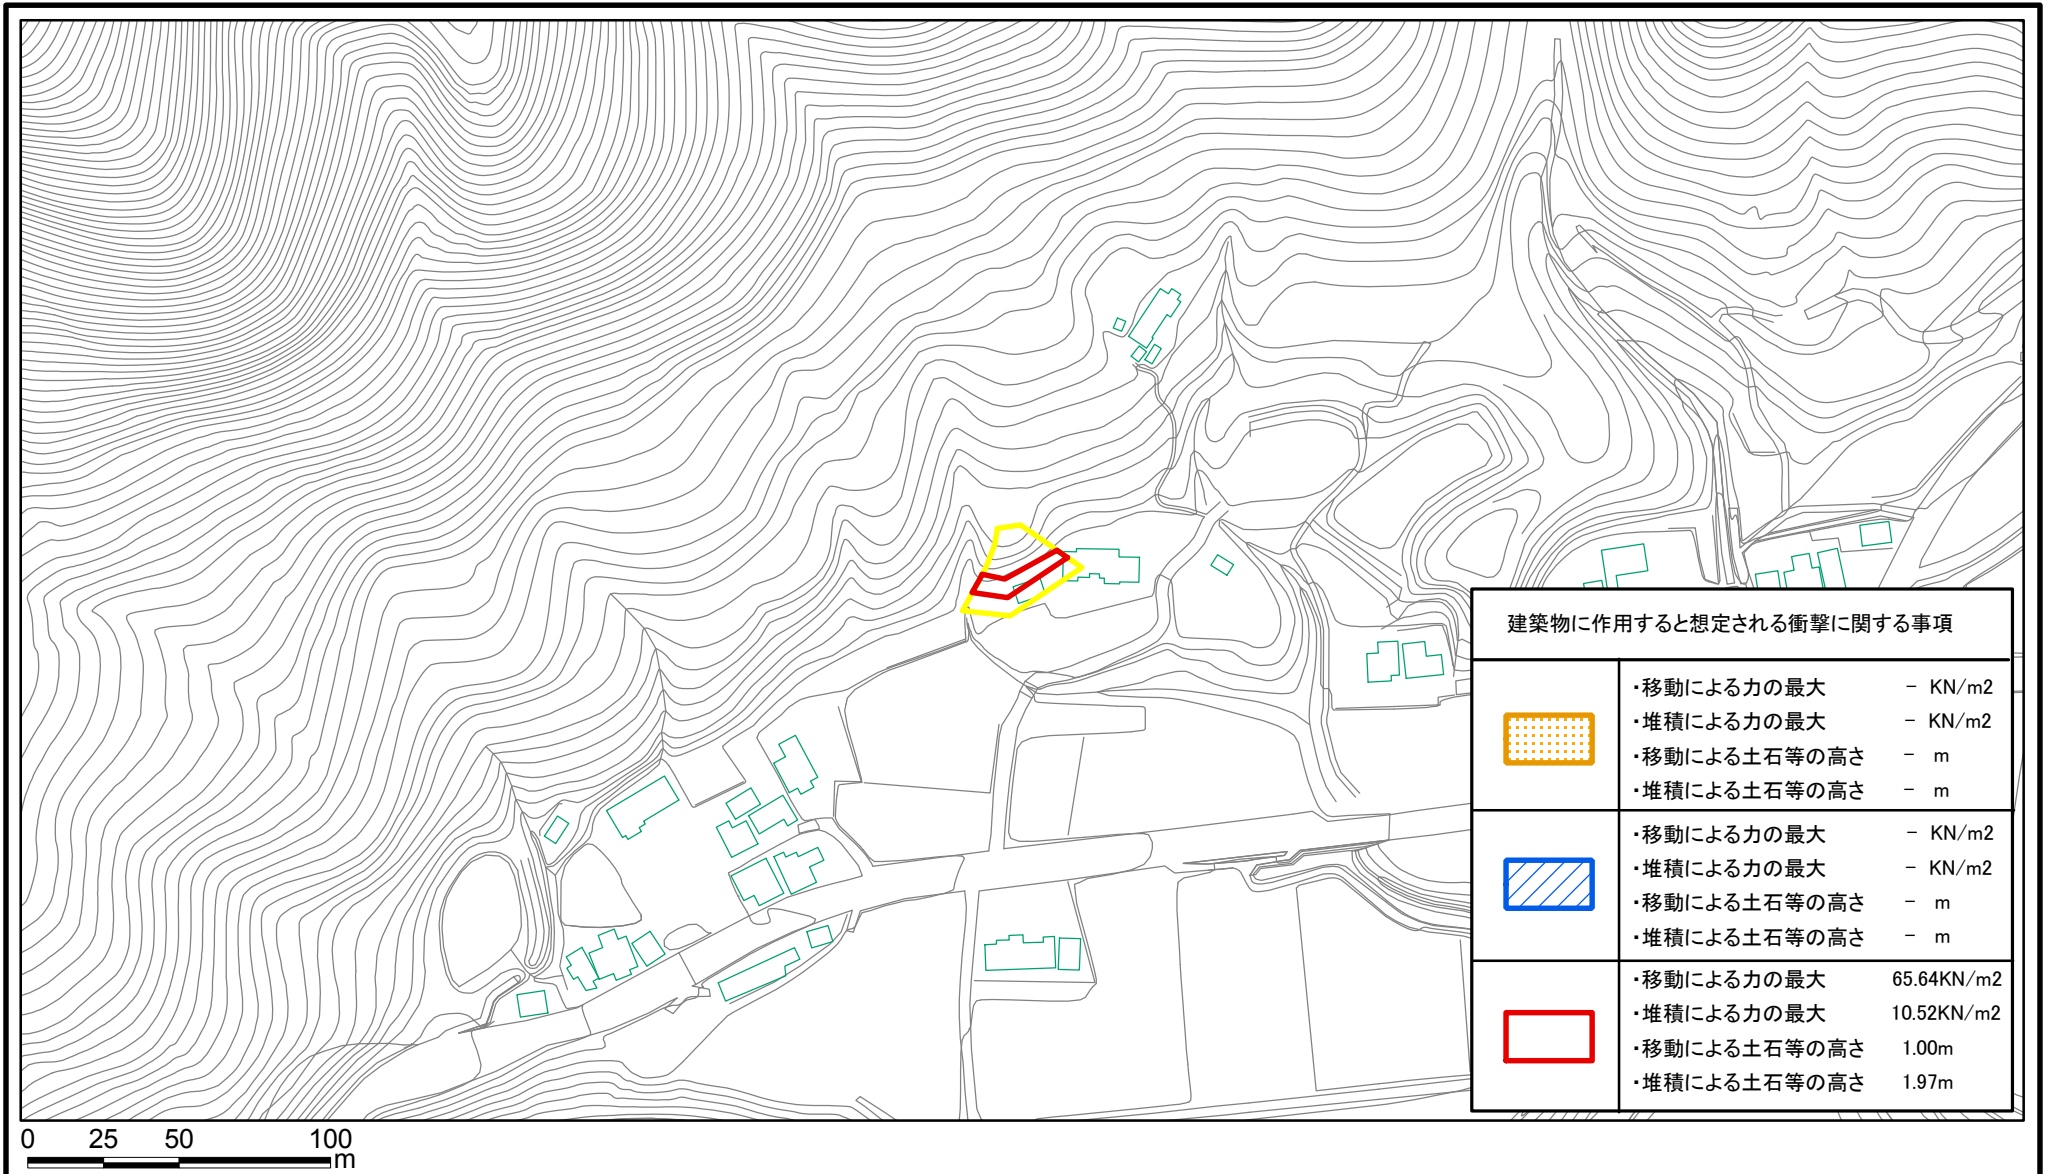 建築物に作用すると想定される衝撃に関する事項
・移動による力の最大 － KN/m2
・堆積による力の最大 － KN/m2
・移動による土石等の高さ － m
・堆積による土石等の高さ － m
・移動による力の最大 － KN/m2
・堆積による力の最大 － KN/m2
・移動による土石等の高さ － m
・堆積による土石等の高さ － m
・移動による力の最大 65.64KN/m2
・堆積による力の最大 10.52KN/m2
・移動による土石等の高さ 1.00m
・堆積による土石等の高さ 1.97m
0 25 50 100
m